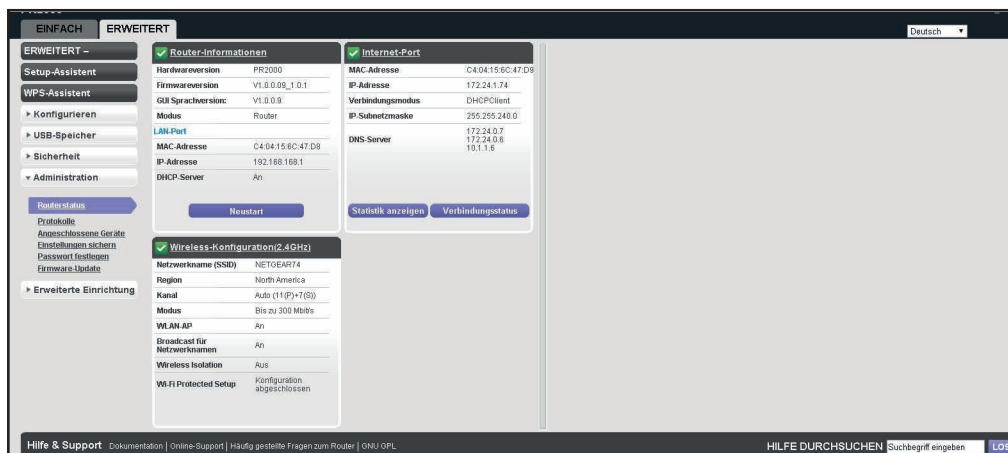 PR2000
EINFACH
ERWEITERT
Deutsch
ERWEITERT –
Setup-Assistent
WPS-Assistent
Konfigurieren
USB-Speicher
Sicherheit
Administration
Routerstatus
Protokolle
Angeschlossene Geräte
Einstellungen sichern
Passwort festlegen
Firmware-Update
Erweiterte Einrichtung
Router-Informationen
Hardwareversion PR2000
Firmwareversion V1.0.0.09_1.0.1
GUI Sprachversion: V1.0.0.9
Modus Router
LAN-Port
MAC-Adresse C4:04:15:6C:47:D8
IP-Adresse 192.168.168.1
DHCP-Server An
Neustart
Internet-Port
MAC-Adresse C4:04:15:6C:47:D9
IP-Adresse 172.24.1.74
Verbindungsmodus DHCPClient
IP-Subnetzmaske 255.255.240.0
DNS-Server 172.24.0.7
172.24.0.6
10.1.1.6
Statistik anzeigen
Verbindungsstatus
Wireless-Konfiguration(2.4GHz)
Netzwerkname (SSID) NETGEAR74
Region North America
Kanal Auto (11(P)+7(S))
Modus Bis zu 300 Mbit/s
WLAN-AP An
Broadcast für
Netzwerknamen An
Wireless Isolation Aus
Wi-Fi Protected Setup Konfiguration
abgeschlossen
Hilfe & Support Dokumentation | Online-Support | Häufig gestellte Fragen zum Router | GNU GPL
HILFE DURCHSUCHEN Suchbegriff eingeben LOS